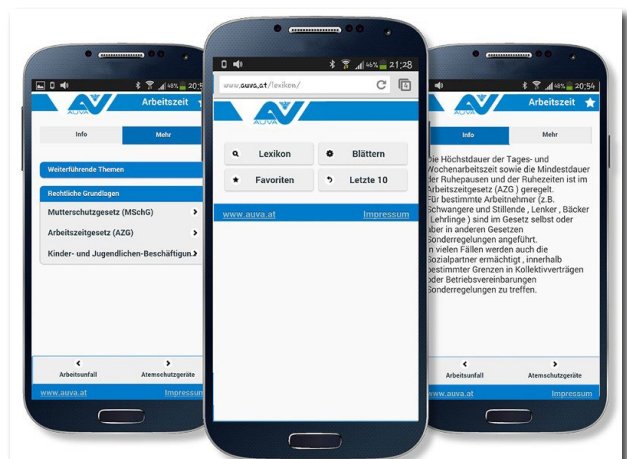 48% 20:5
AUVA
Arbeitszeit
Info Mehr
Weiterführende Themen
Rechtliche Grundlagen
Mutterschutzgesetz (MSchG)
Arbeitszeitgesetz (AZG)
Kinder- und Jugendlichen-Beschäftigun
Arbeitsunfall Atemschutzgeräte
www.auva.at Impressum
46% 21:28
www.auva.at/lexikon/
AUVA
Lexikon Blättern
Favoriten Letzte 10
www.auva.at Impressum
48% 20:54
AUVA
Arbeitszeit
Info Mehr
Die Höchstdauer der Tages- und
Wochenarbeitszeit sowie die Mindestdauer
der Ruhepausen und der Ruhezeiten ist im
Arbeitszeitgesetz (AZG ) geregelt.
Für bestimmte Arbeitnehmer (z.B.
Schwangere und Stillende , Lenker , Bäcker
, Lehrlinge ) sind im Gesetz selbst oder
aber in anderen Gesetzen
Sonderregelungen angeführt.
In vielen Fällen werden auch die
Sozialpartner ermächtigt , innerhalb
bestimmter Grenzen in Kollektivverträgen
oder Betriebsvereinbarungen
Sonderregelungen zu treffen.
Arbeitsunfall Atemschutzgeräte
www.auva.at Impressum